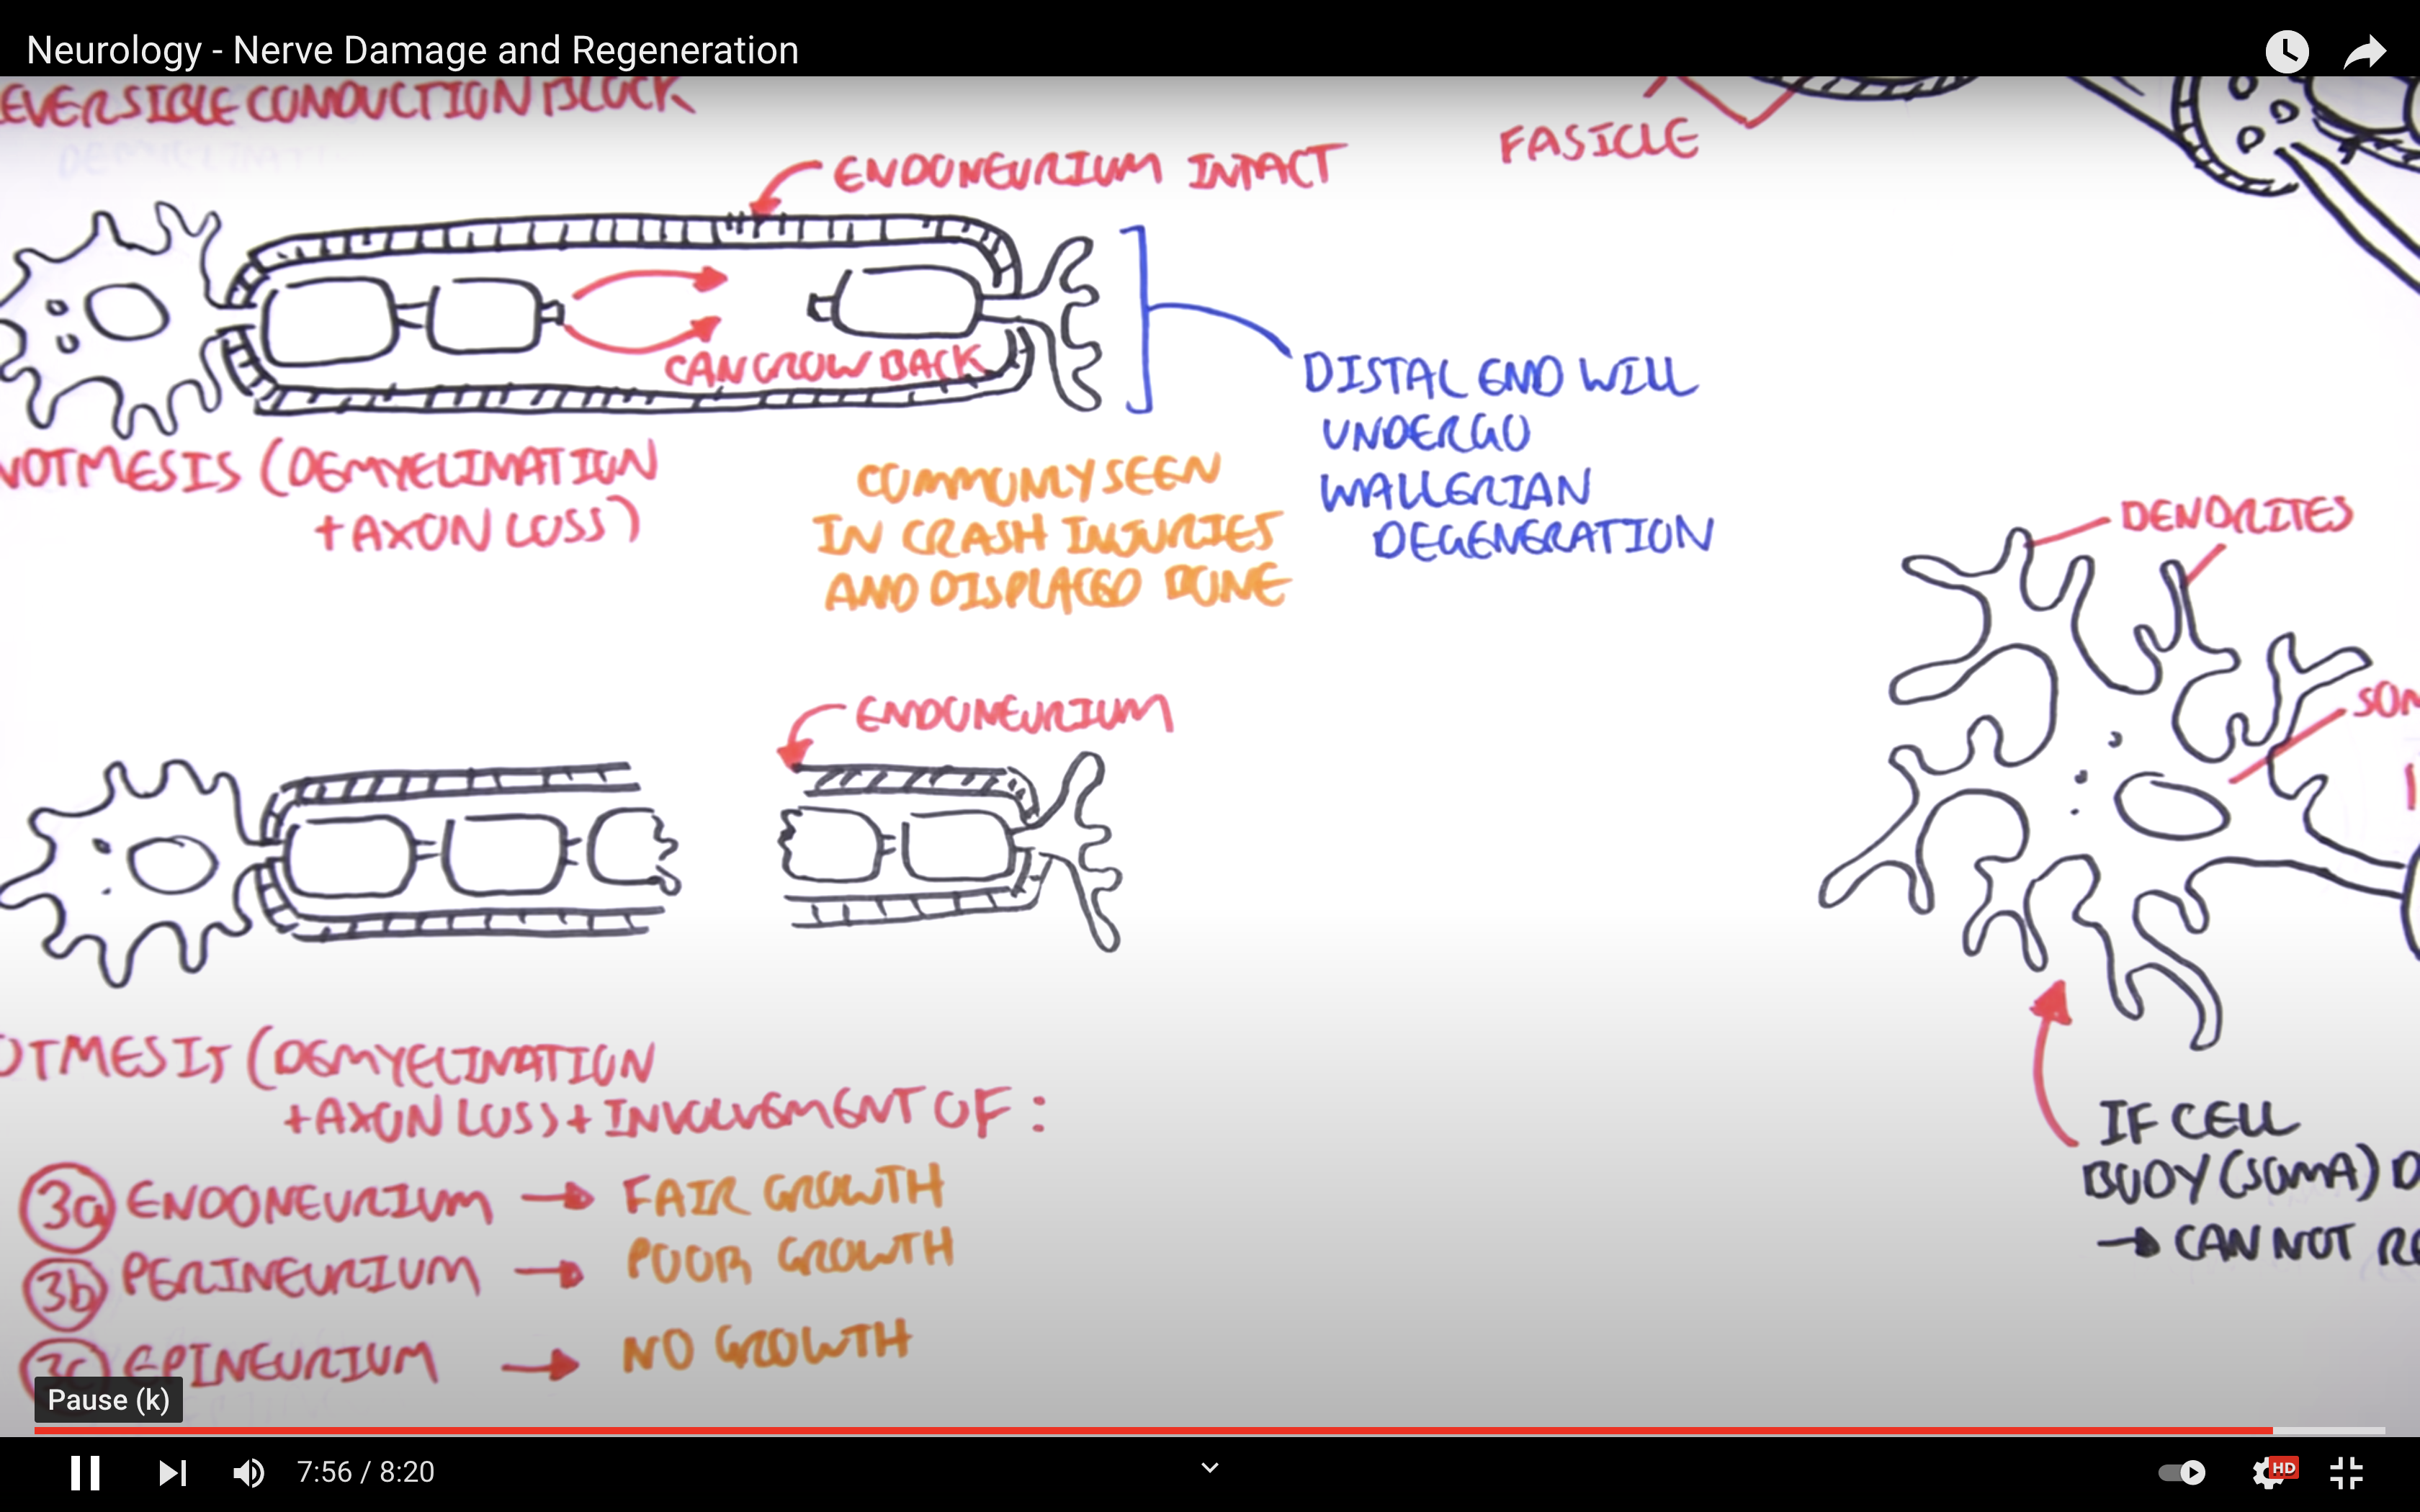 Neurology - Nerve Damage and Regeneration
EVERSIBLE CONDUCTION BLOCK
FASICLE
ENDONEURIUM INTACT
CAN GROW BACK
DISTAL END WILL
UNDERGO
WALLERIAN
DEGENERATION
NOTMESIS (DEMYELINATION
+ AXON LOSS)
COMMONLY SEEN
IN CRASH INJURIES
AND DISPLACED BONE
DENDRITES
SOM
ENDONEURIUM
OTMESIS (DEMYELINATION
+AXON LOSS) + INVOLVEMENT OF :
3a ENDONEURIUM → FAIR GROWTH
3b PERINEURIUM → POOR GROWTH
3c EPINEURIUM → NO GROWTH
IF CELL
BODY (SOMA) D
→ CAN NOT RE
Pause (k)
7:56 / 8:20
HD